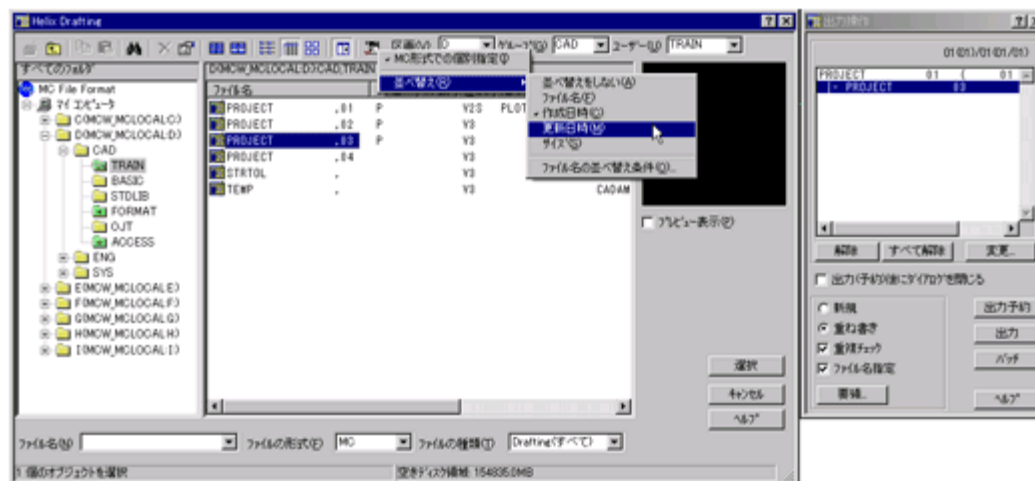 Helix Drafting
区画(V) D グループ(G) CAD ユーザー(U) TRAIN
MC形式での個別指定(I)
並べ替え(R)
並べ替えをしない(A)
ファイル名(F)
作成日時(C)
更新日時(M)
サイズ(S)
ファイル名の並べ替え条件(O)...
すべてのフォルダ
MC File Format
マイ コンピュータ
C(MCW_MCLOCAL:C)
D(MCW_MCLOCAL:D)
CAD
TRAIN
BASIC
STDLIB
FORMAT
OJT
ACCESS
ENG
SYS
E(MCW_MCLOCAL:E)
F(MCW_MCLOCAL:F)
G(MCW_MCLOCAL:G)
H(MCW_MCLOCAL:H)
I(MCW_MCLOCAL:I)
D(MCW_MCLOCAL:D):CAD,TRAIN
ファイル名
PROJECT ,01 P V2S PLOT
PROJECT ,02 P V3
PROJECT ,03 P V3
PROJECT ,04 V3
STRTOL , V3
TEMP , V3 CADAM
プレビュー表示(P)
選択
キャンセル
ヘルプ
ファイル名(N) ファイルの形式(E) MC ファイルの種類(T) Drafting(すべて)
1 個のオブジェクトを選択 空きディスク領域: 154835.0MB
出力操作
01(01)/01(01/01)
PROJECT 01 ( 01
PROJECT 03
解除 すべて解除 変更...
出力(予約)後にダイアログを閉じる
新規
重ね書き
重複チェック
ファイル名指定
要領...
出力予約
出力
バッチ
ヘルプ